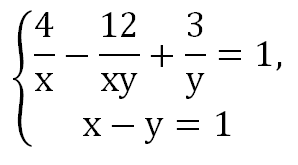 4/x − 12/xy + 3/y = 1,
x − y = 1